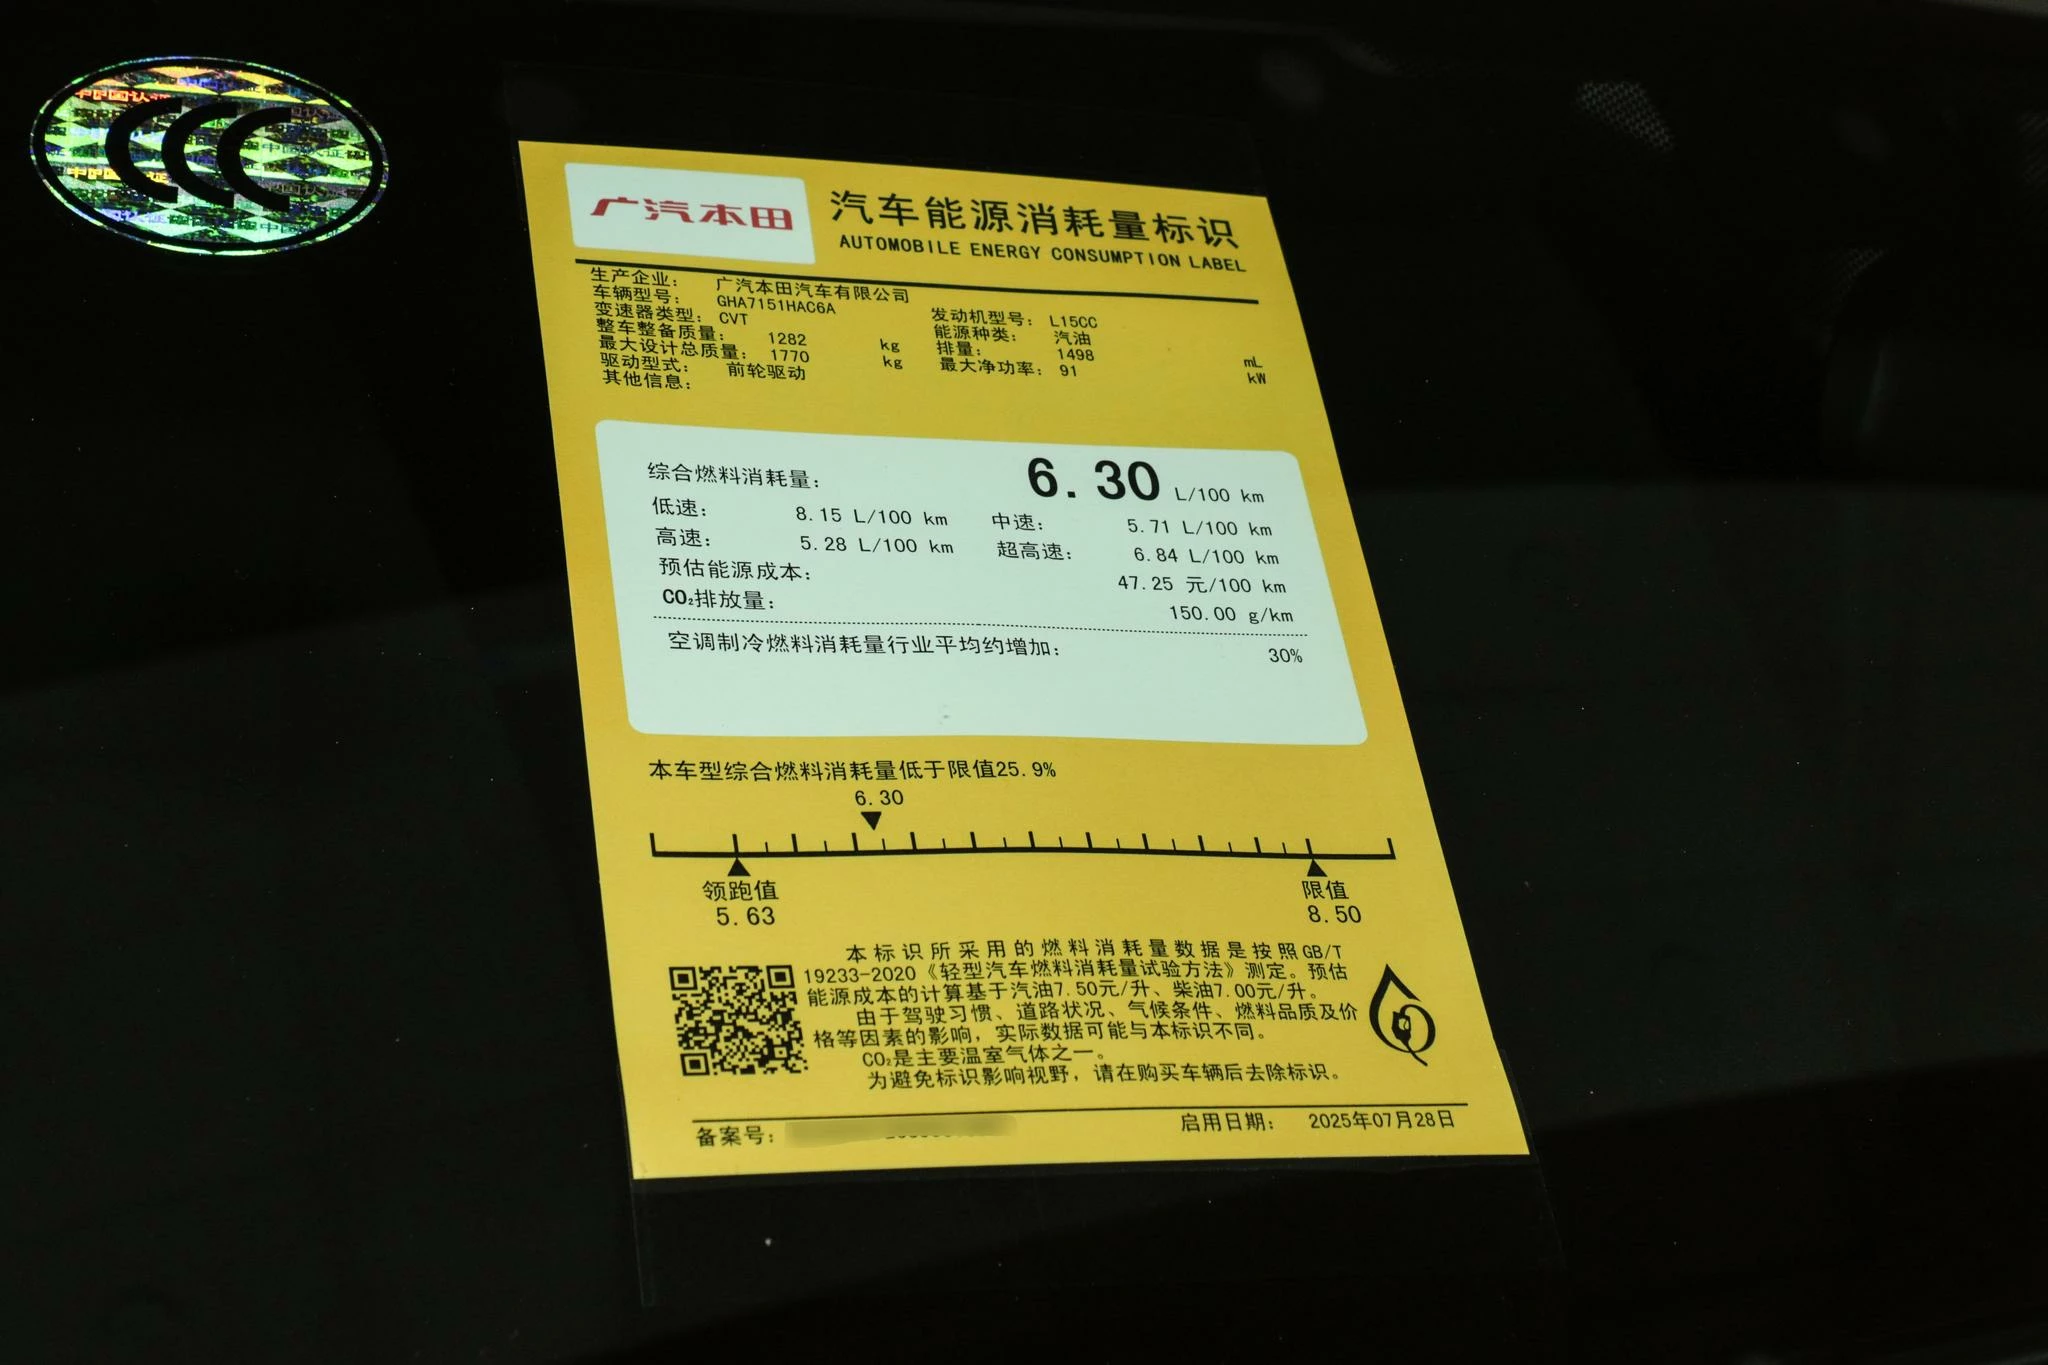 CCC
广汽本田
汽车能源消耗量标识
AUTOMOBILE ENERGY CONSUMPTION LABEL
生产企业: 广汽本田汽车有限公司
车辆型号: GHA7151HAC6A
发动机型号: L15CC
变速器类型: CVT
能源种类: 汽油
整车整备质量: 1282 kg
排量: 1498 mL
最大设计总质量: 1770 kg
最大净功率: 91 kW
驱动型式: 前轮驱动
其他信息:
综合燃料消耗量: 6.30 L/100 km
低速: 8.15 L/100 km 中速: 5.71 L/100 km
高速: 5.28 L/100 km 超高速: 6.84 L/100 km
预估能源成本: 47.25 元/100 km
CO₂排放量: 150.00 g/km
空调制冷燃料消耗量行业平均约增加: 30%
本车型综合燃料消耗量低于限值25.9%
6.30
领跑值 限值
5.63 8.50
本标识所采用的燃料消耗量数据是按照GB/T
19233-2020《轻型汽车燃料消耗量试验方法》测定。预估
能源成本的计算基于汽油7.50元/升、柴油7.00元/升。
由于驾驶习惯、道路状况、气候条件、燃料品质及价
格等因素的影响，实际数据可能与本标识不同。
CO₂是主要温室气体之一。
为避免标识影响视野，请在购买车辆后去除标识。
备案号: 启用日期: 2025年07月28日